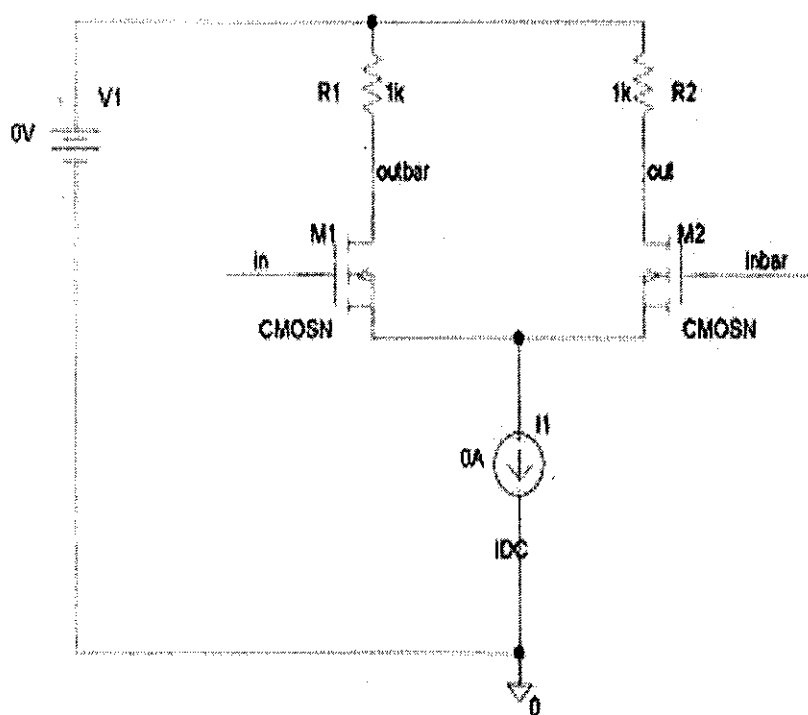 V1
0V
R1
1k
1k
R2
outbar
out
M1
M2
in
inbar
CMOSN
CMOSN
I1
0A
IDC
0